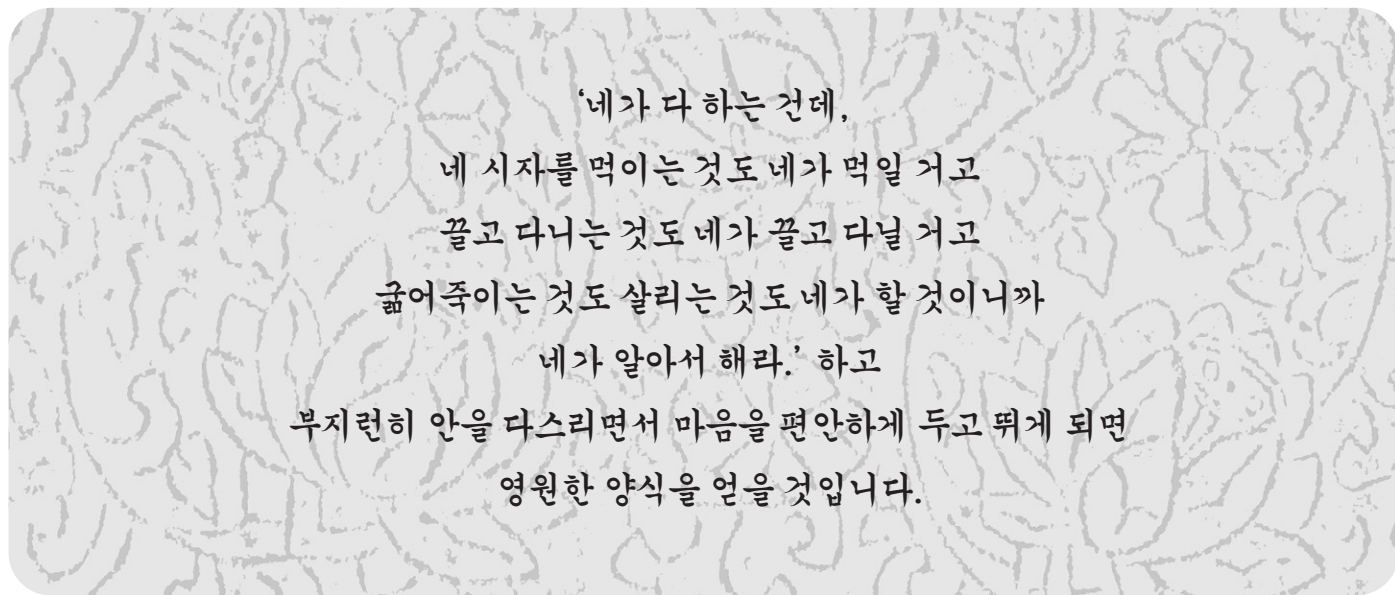 ‘네가 다 하는 건데,
네 시자를 먹이는 것도 네가 먹일 거고
끌고 다니는 것도 네가 끌고 다닐 거고
굶어죽이는 것도 살리는 것도 네가 할 것이니까
네가 알아서 해라.’ 하고
부지런히 안을 다스리면서 마음을 편안하게 두고 뛰게 되면
영원한 양식을 얻을 것입니다.